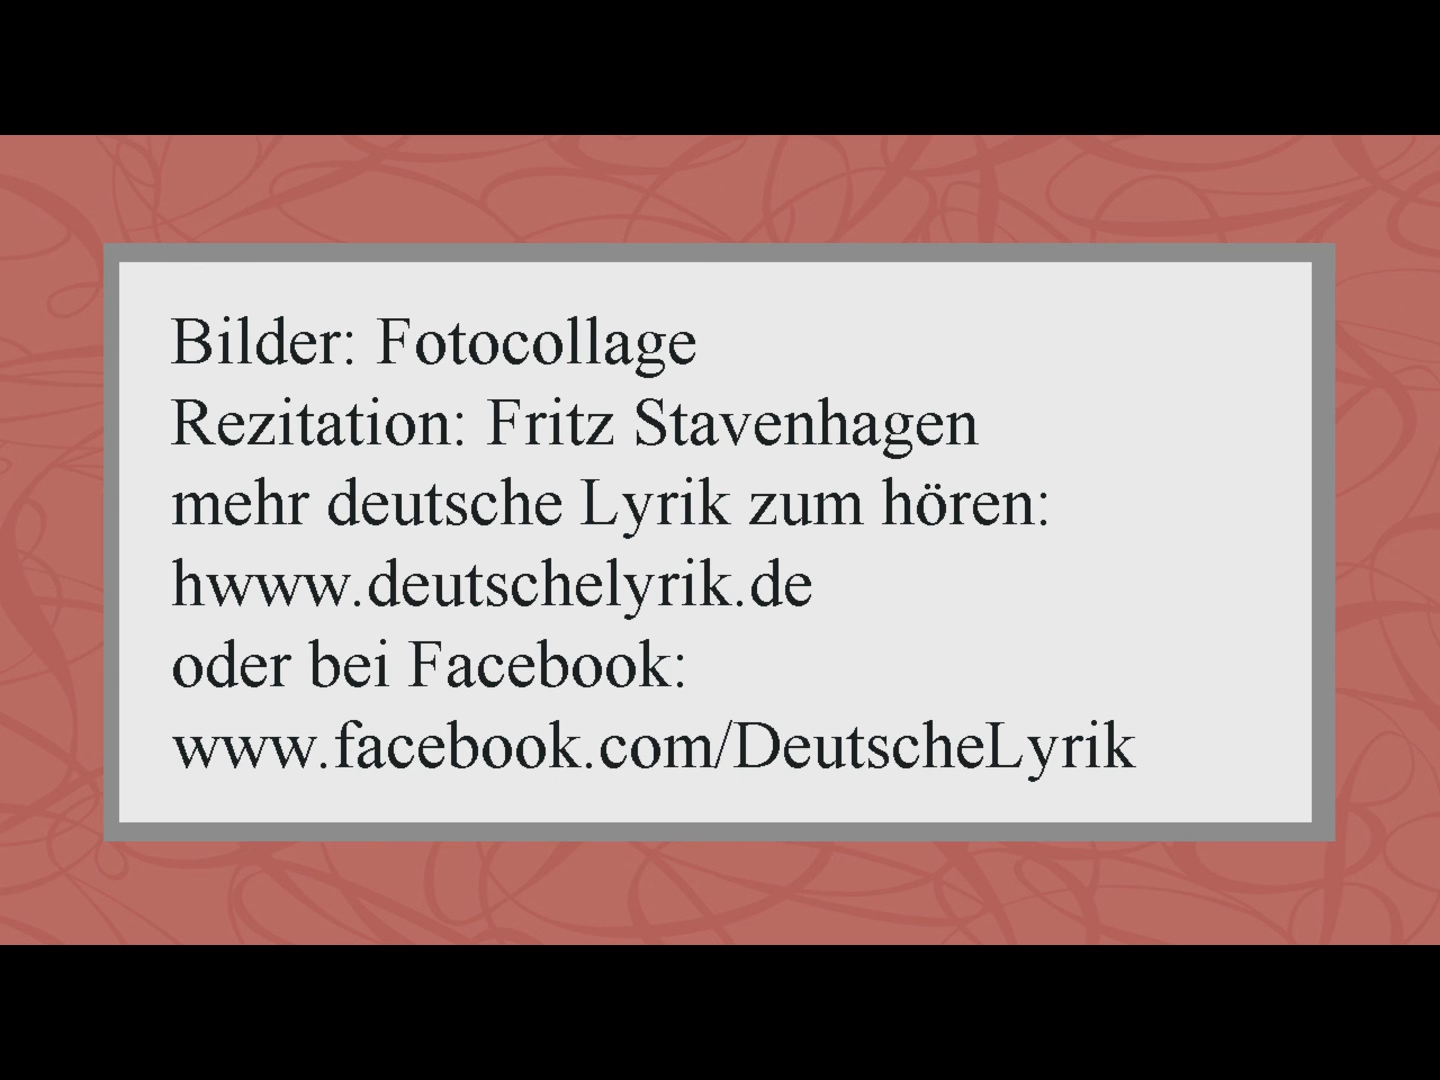 Bilder: Fotocollage
Rezitation: Fritz Stavenhagen
mehr deutsche Lyrik zum hören:
hwww.deutschelyrik.de
oder bei Facebook:
www.facebook.com/DeutscheLyrik